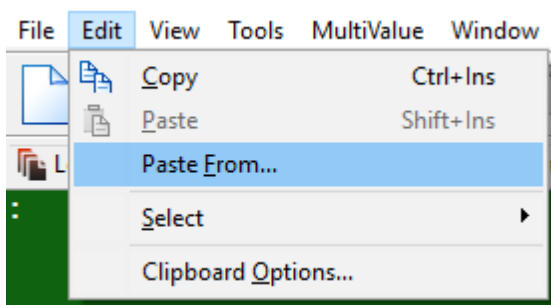 File Edit View Tools MultiValue Window
Copy Ctrl+Ins
Paste Shift+Ins
L
Paste From...
:
Select
Clipboard Options...